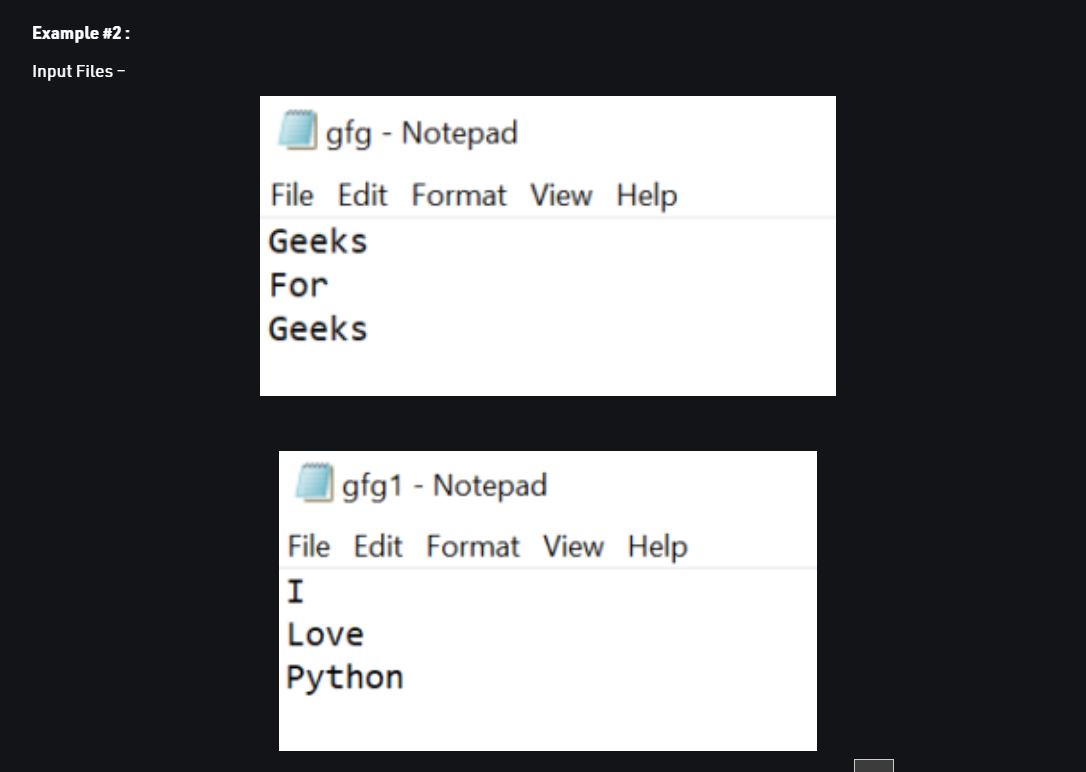 Example #2 :
Input Files –
gfg - Notepad
File Edit Format View Help
Geeks
For
Geeks
gfg1 - Notepad
File Edit Format View Help
I
Love
Python